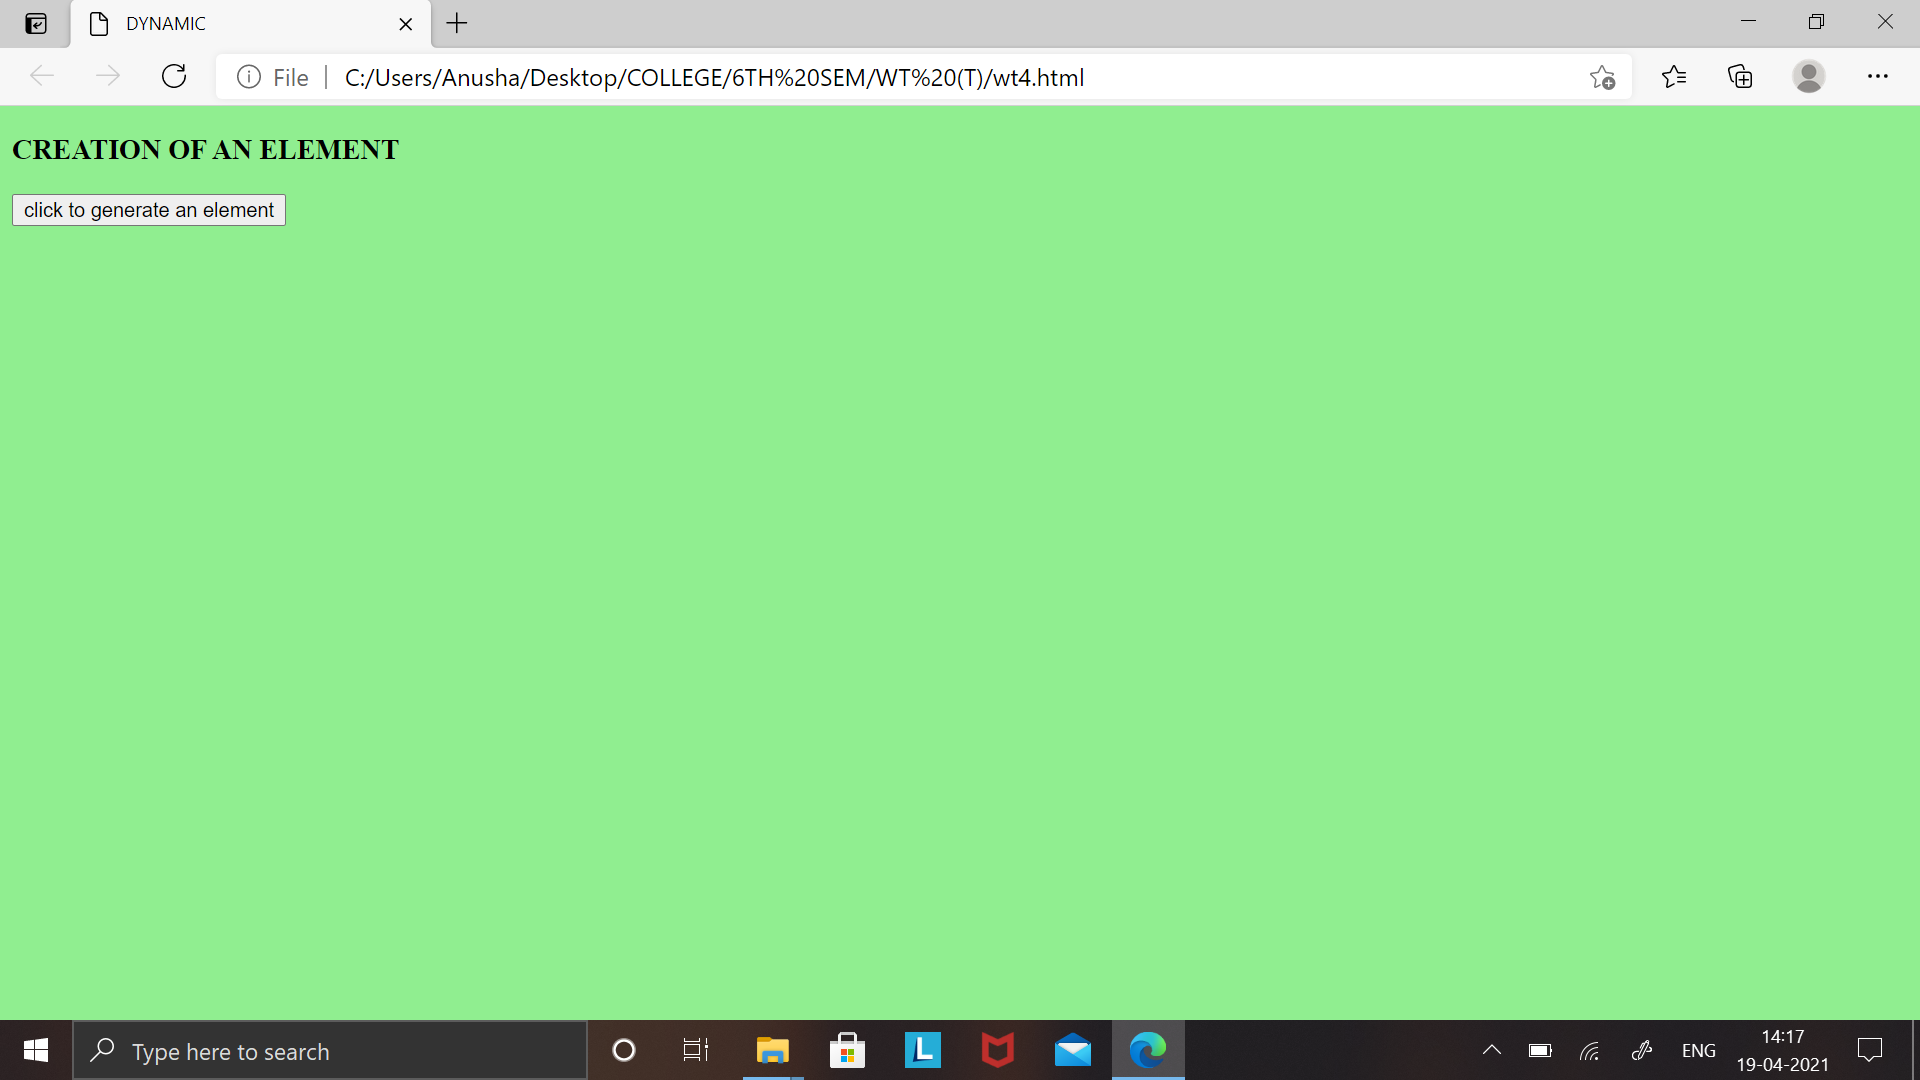 DYNAMIC
File
C:/Users/Anusha/Desktop/COLLEGE/6TH%20SEM/WT%20(T)/wt4.html
CREATION OF AN ELEMENT
click to generate an element
Type here to search
L
ENG
14:17
19-04-2021